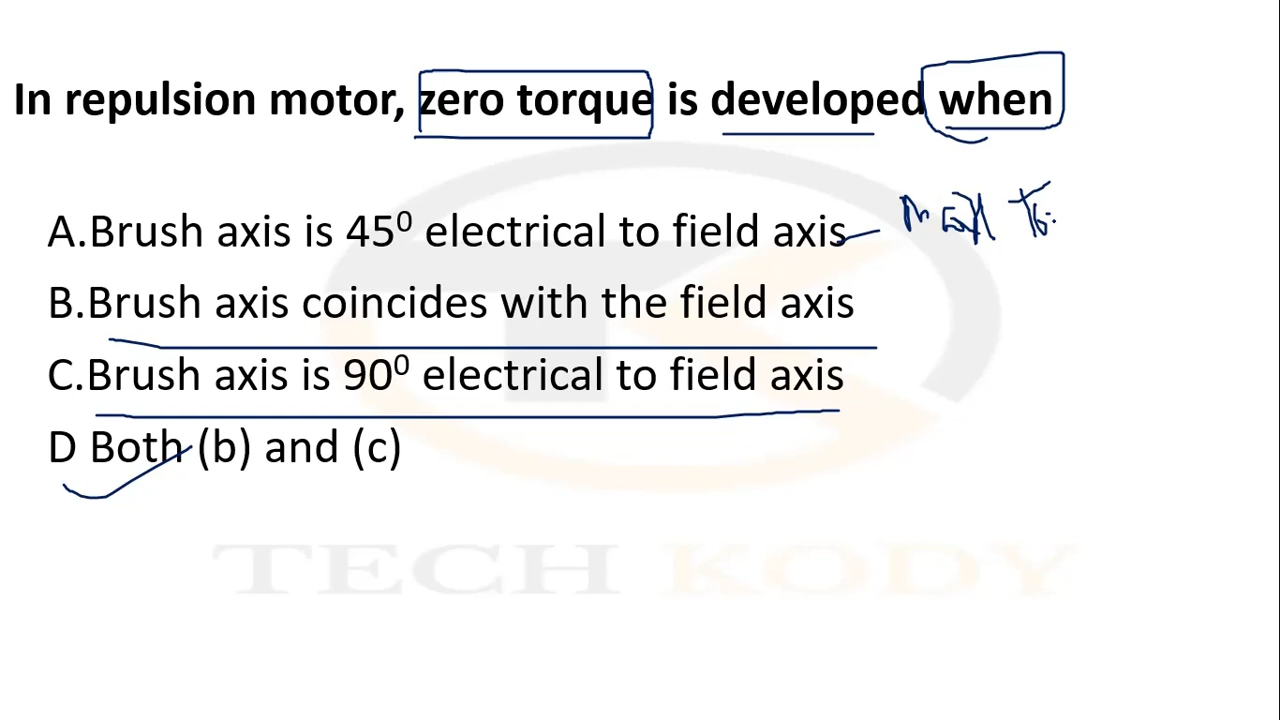 In repulsion motor, zero torque is developed when
A.Brush axis is 45⁰ electrical to field axis
B.Brush axis coincides with the field axis
C.Brush axis is 90⁰ electrical to field axis
D Both (b) and (c)
TECH KODY